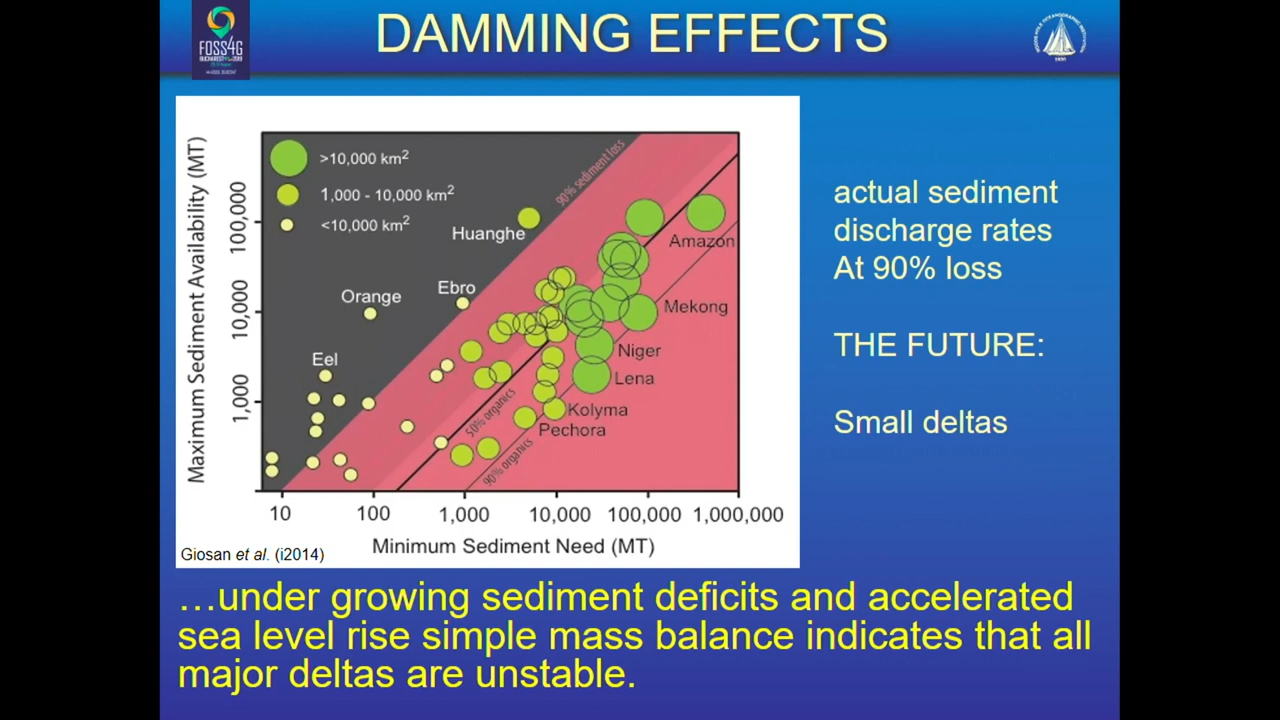 FOSS4G
BUCHAREST 2019
DAMMING EFFECTS
>10,000 km²
1,000 - 10,000 km²
<10,000 km²
90% sediment loss
Huanghe
Amazon
Orange
Ebro
Mekong
Eel
Niger
Lena
Kolyma
Pechora
50% organics
90% organics
Maximum Sediment Availability (MT)
100,000
10,000
1,000
10 100 1,000 10,000 100,000 1,000,000
Minimum Sediment Need (MT)
Giosan et al. (i2014)
actual sediment
discharge rates
At 90% loss
THE FUTURE:
Small deltas
…under growing sediment deficits and accelerated
sea level rise simple mass balance indicates that all
major deltas are unstable.